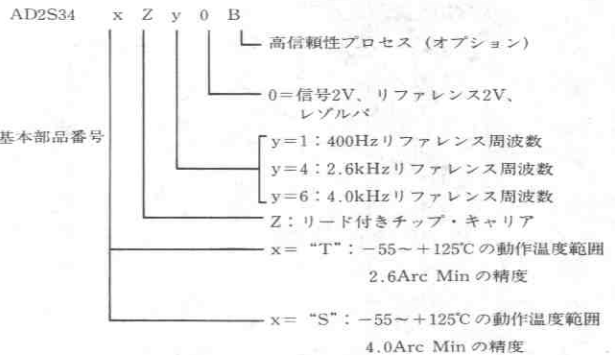 AD2S34 x Z y 0 B
高信頼性プロセス (オプション)
0=信号2V、リファレンス2V、
レゾルバ
基本部品番号
y=1:400Hzリファレンス周波数
y=4:2.6kHzリファレンス周波数
y=6:4.0kHzリファレンス周波数
Z:リード付きチップ・キャリア
x= “T”:−55~+125℃の動作温度範囲
2.6Arc Minの精度
x= “S”:−55~+125℃の動作温度範囲
4.0Arc Minの精度